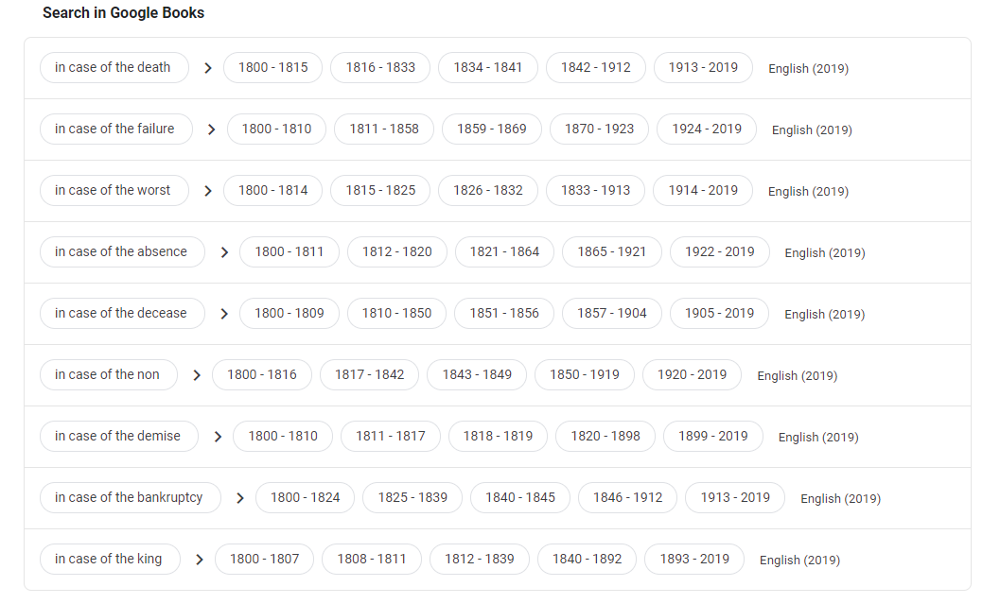 Search in Google Books
in case of the death 1800 - 1815 1816 - 1833 1834 - 1841 1842 - 1912 1913 - 2019 English (2019)
in case of the failure 1800 - 1810 1811 - 1858 1859 - 1869 1870 - 1923 1924 - 2019 English (2019)
in case of the worst 1800 - 1814 1815 - 1825 1826 - 1832 1833 - 1913 1914 - 2019 English (2019)
in case of the absence 1800 - 1811 1812 - 1820 1821 - 1864 1865 - 1921 1922 - 2019 English (2019)
in case of the decease 1800 - 1809 1810 - 1850 1851 - 1856 1857 - 1904 1905 - 2019 English (2019)
in case of the non 1800 - 1816 1817 - 1842 1843 - 1849 1850 - 1919 1920 - 2019 English (2019)
in case of the demise 1800 - 1810 1811 - 1817 1818 - 1819 1820 - 1898 1899 - 2019 English (2019)
in case of the bankruptcy 1800 - 1824 1825 - 1839 1840 - 1845 1846 - 1912 1913 - 2019 English (2019)
in case of the king 1800 - 1807 1808 - 1811 1812 - 1839 1840 - 1892 1893 - 2019 English (2019)